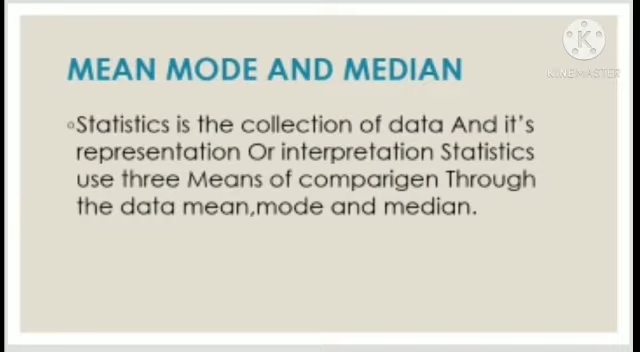 MEAN MODE AND MEDIAN
KINEMASTER
Statistics is the collection of data And it's
representation Or interpretation Statistics
use three Means of comparigen Through
the data mean,mode and median.